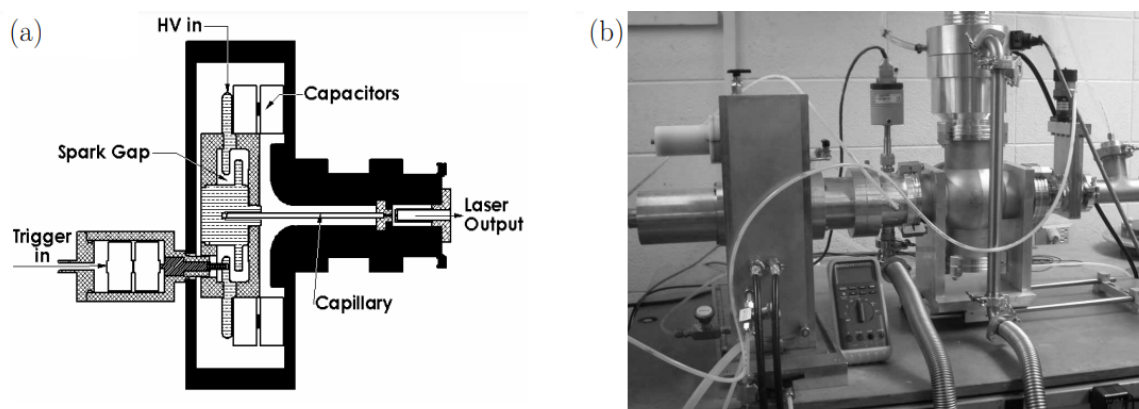 (a)
HV in
Capacitors
Spark Gap
Laser
Output
Trigger
in
Capillary
(b)